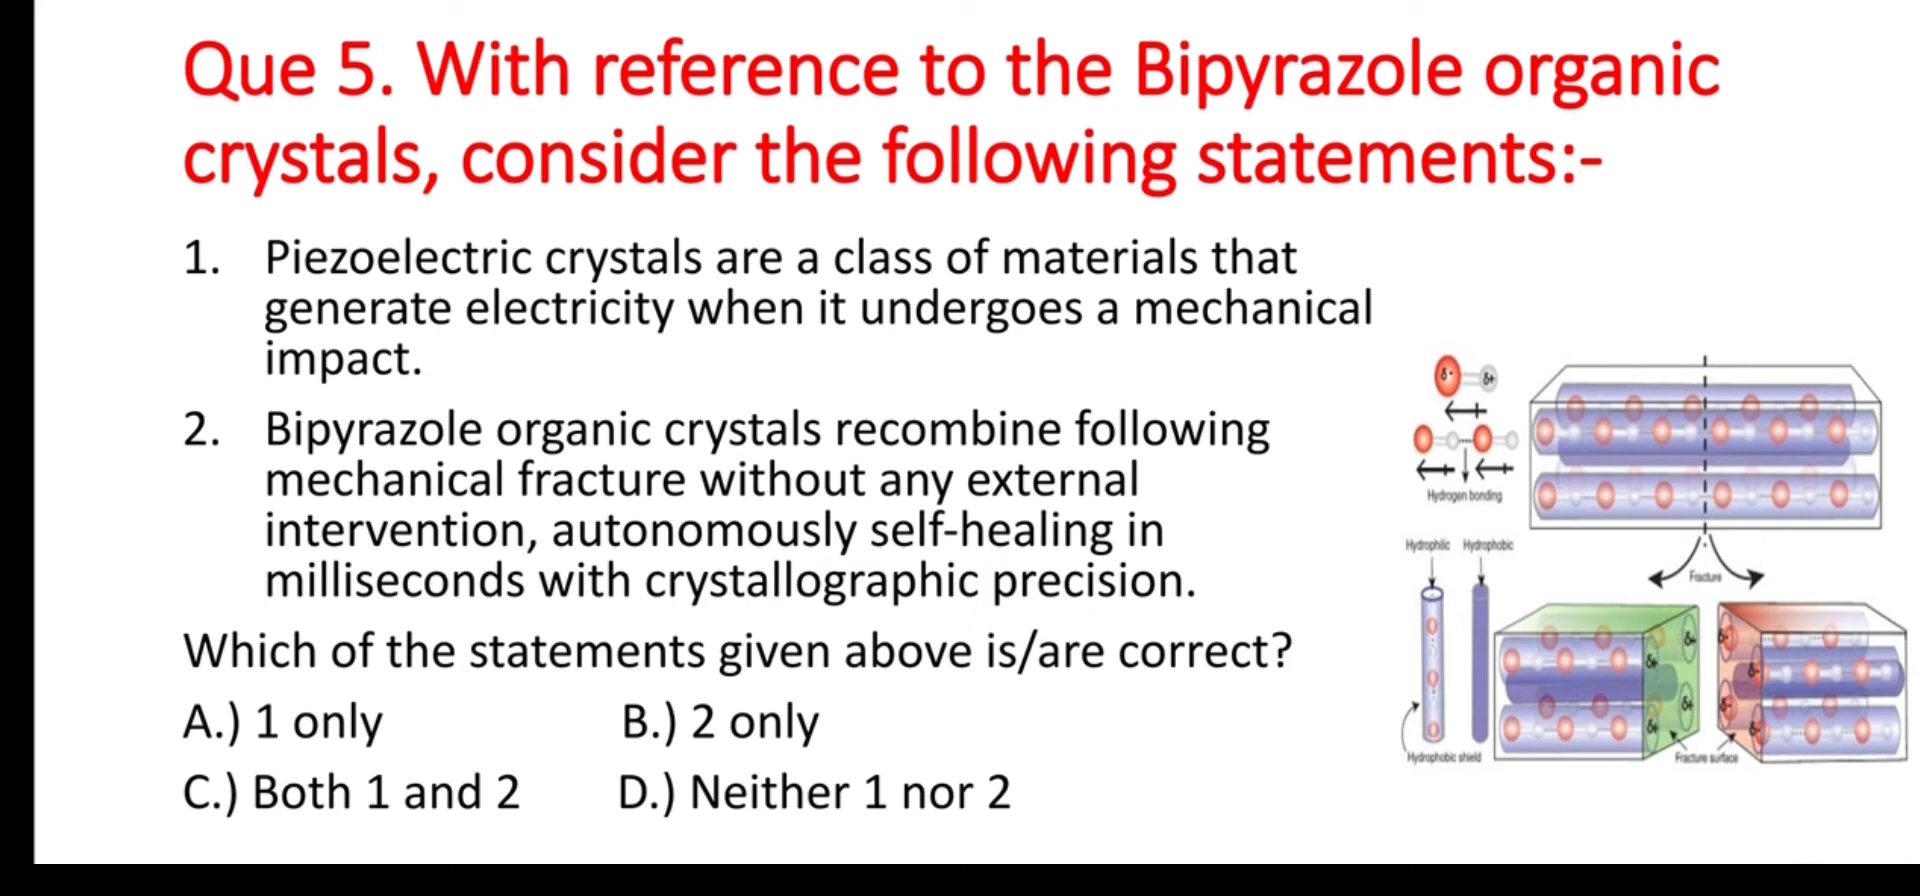 Que 5. With reference to the Bipyrazole organic
crystals, consider the following statements:-
1. Piezoelectric crystals are a class of materials that
generate electricity when it undergoes a mechanical
impact.
2. Bipyrazole organic crystals recombine following
mechanical fracture without any external
intervention, autonomously self-healing in
milliseconds with crystallographic precision.
Which of the statements given above is/are correct?
A.) 1 only B.) 2 only
C.) Both 1 and 2 D.) Neither 1 nor 2
δ- δ+
Hydrogen bonding
Hydrophilic Hydrophobic
Fracture
δ+ δ+ δ- δ-
δ+ δ+ δ- δ-
Hydrophobic shield
Fracture surface